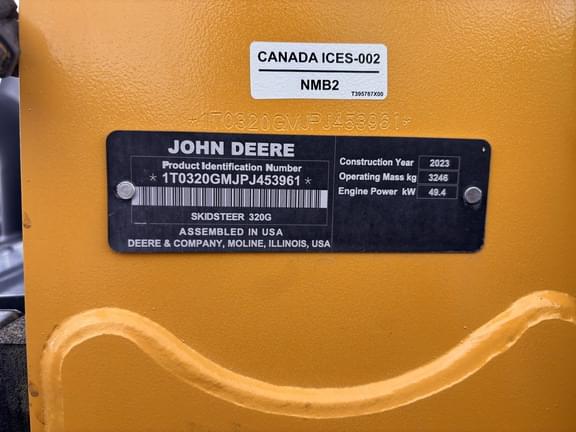 CANADA ICES-002
NMB2
T395787X00
*1T0320GMJPJ453961*
JOHN DEERE
Product Identification Number
* 1T0320GMJPJ453961 *
SKIDSTEER 320G
ASSEMBLED IN USA
DEERE & COMPANY, MOLINE, ILLINOIS, USA
Construction Year 2023
Operating Mass kg 3246
Engine Power kW 49.4